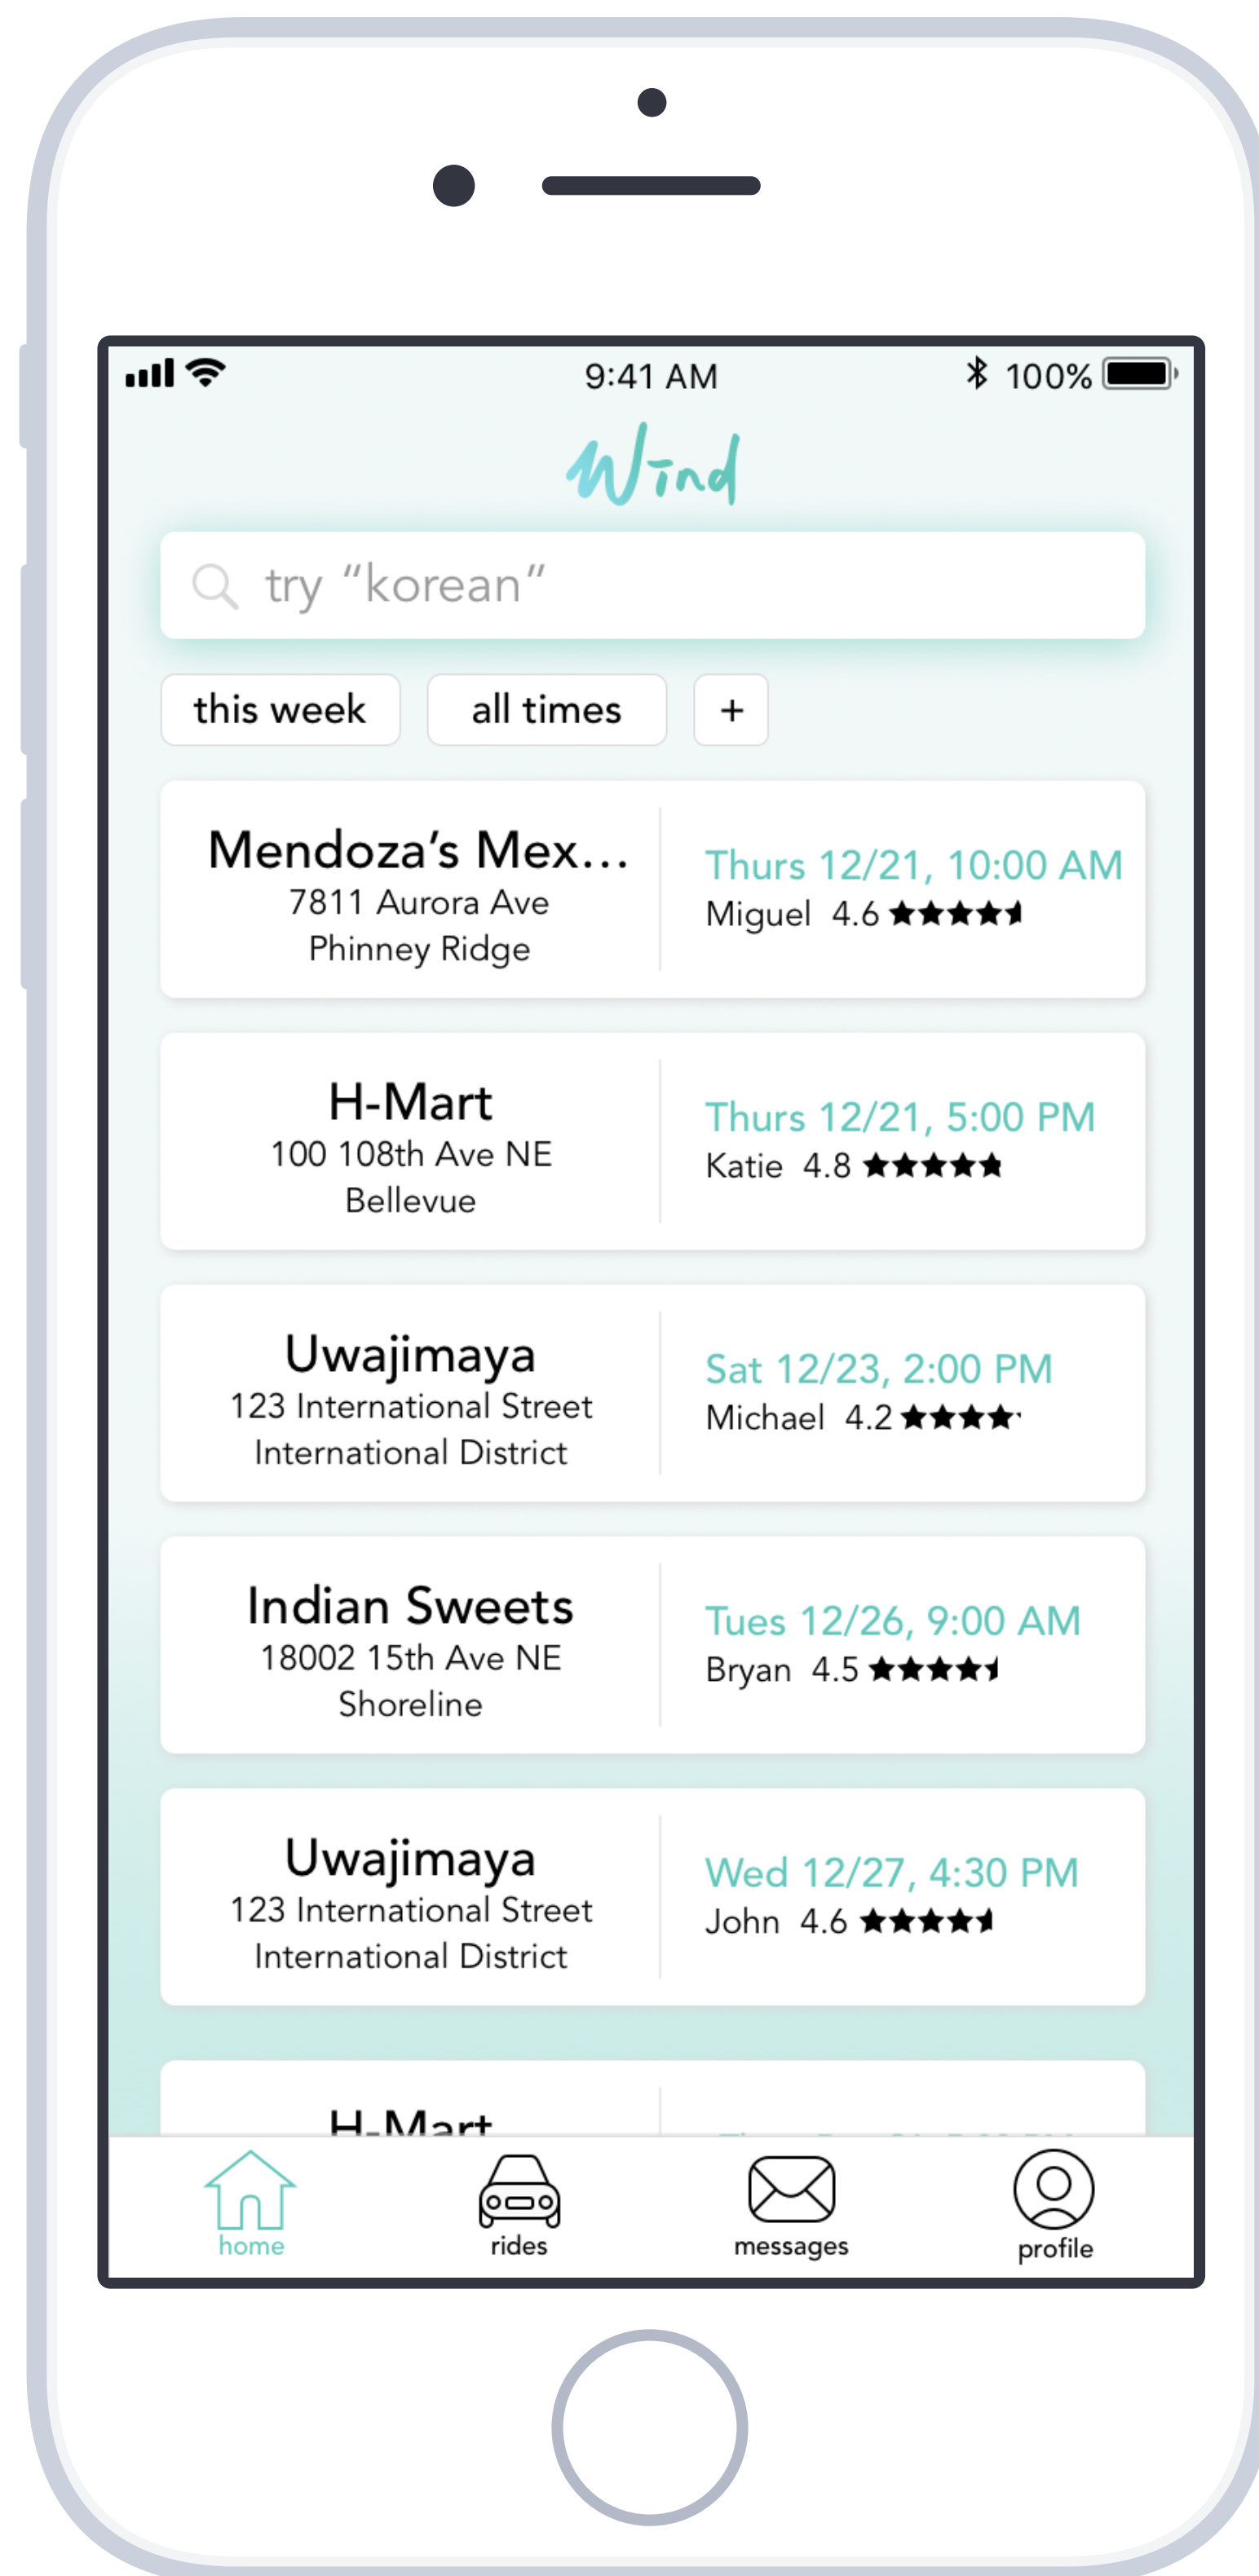 9:41 AM 100%
Wind
try “korean“
this week all times +
Mendoza’s Mex...
7811 Aurora Ave
Phinney Ridge
Thurs 12/21, 10:00 AM
Miguel 4.6
H-Mart
100 108th Ave NE
Bellevue
Thurs 12/21, 5:00 PM
Katie 4.8
Uwajimaya
123 International Street
International District
Sat 12/23, 2:00 PM
Michael 4.2
Indian Sweets
18002 15th Ave NE
Shoreline
Tues 12/26, 9:00 AM
Bryan 4.5
Uwajimaya
123 International Street
International District
Wed 12/27, 4:30 PM
John 4.6
H-Mart
home rides messages profile